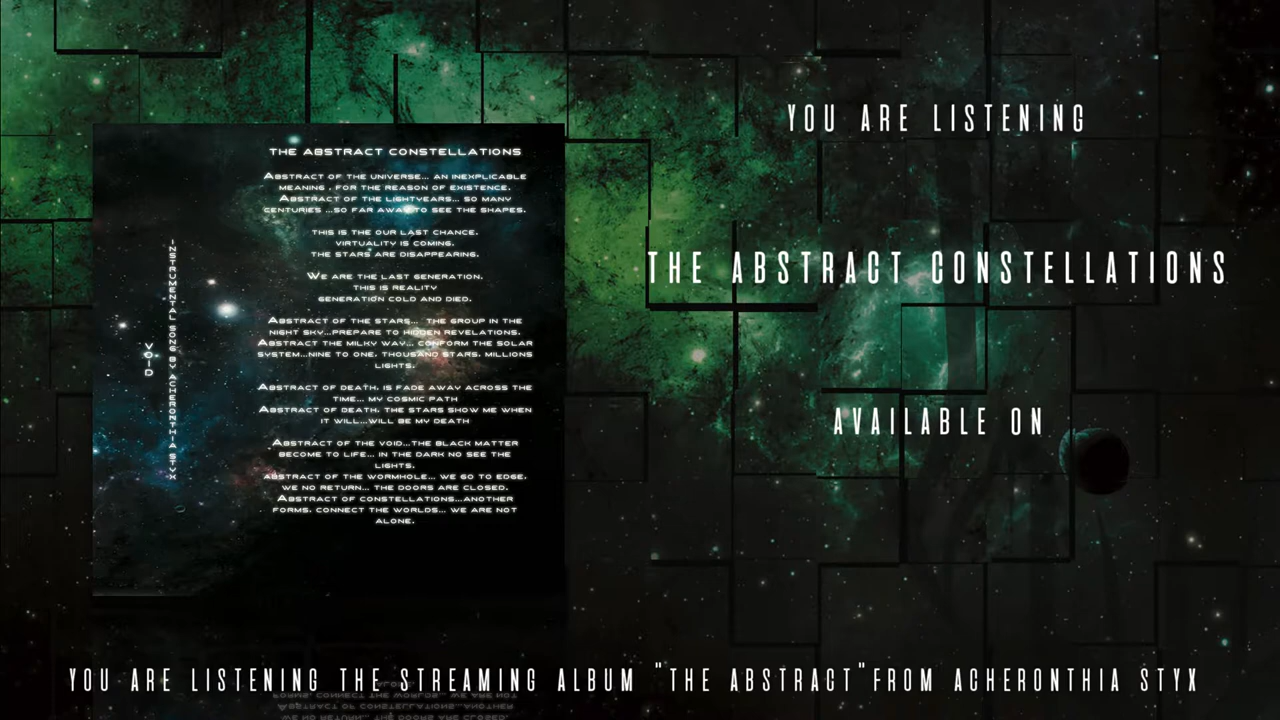 THE ABSTRACT CONSTELLATIONS
ABSTRACT OF THE UNIVERSE... AN INEXPLICABLE
MEANING , FOR THE REASON OF EXISTENCE.
ABSTRACT OF THE LIGHTYEARS... SO MANY
CENTURIES ...SO FAR AWAY TO SEE THE SHAPES.
THIS IS THE OUR LAST CHANCE.
VIRTUALITY IS COMING.
THE STARS ARE DISAPPEARING.
WE ARE THE LAST GENERATION.
THIS IS REALITY
GENERATION COLD AND DIED.
ABSTRACT OF THE STARS... THE GROUP IN THE
NIGHT SKY...PREPARE TO HIDDEN REVELATIONS.
ABSTRACT THE MILKY WAY... CONFORM THE SOLAR
SYSTEM...NINE TO ONE, THOUSAND STARS, MILLIONS
LIGHTS.
ABSTRACT OF DEATH, IS FADE AWAY ACROSS THE
TIME... MY COSMIC PATH
ABSTRACT OF DEATH, THE STARS SHOW ME WHEN
IT WILL...WILL BE MY DEATH
ABSTRACT OF THE VOID...THE BLACK MATTER
BECOME TO LIFE... IN THE DARK NO SEE THE
LIGHTS.
ABSTRACT OF THE WORMHOLE... WE GO TO EDGE,
WE NO RETURN... THE DOORS ARE CLOSED.
ABSTRACT OF CONSTELLATIONS...ANOTHER
FORMS, CONNECT THE WORLDS... WE ARE NOT
ALONE.
VOID
INSTRUMENTAL SONG BY ACHERONTHIA STYX
YOU ARE LISTENING
THE ABSTRACT CONSTELLATIONS
AVAILABLE ON
YOU ARE LISTENING THE STREAMING ALBUM "THE ABSTRACT"FROM ACHERONTHIA STYX